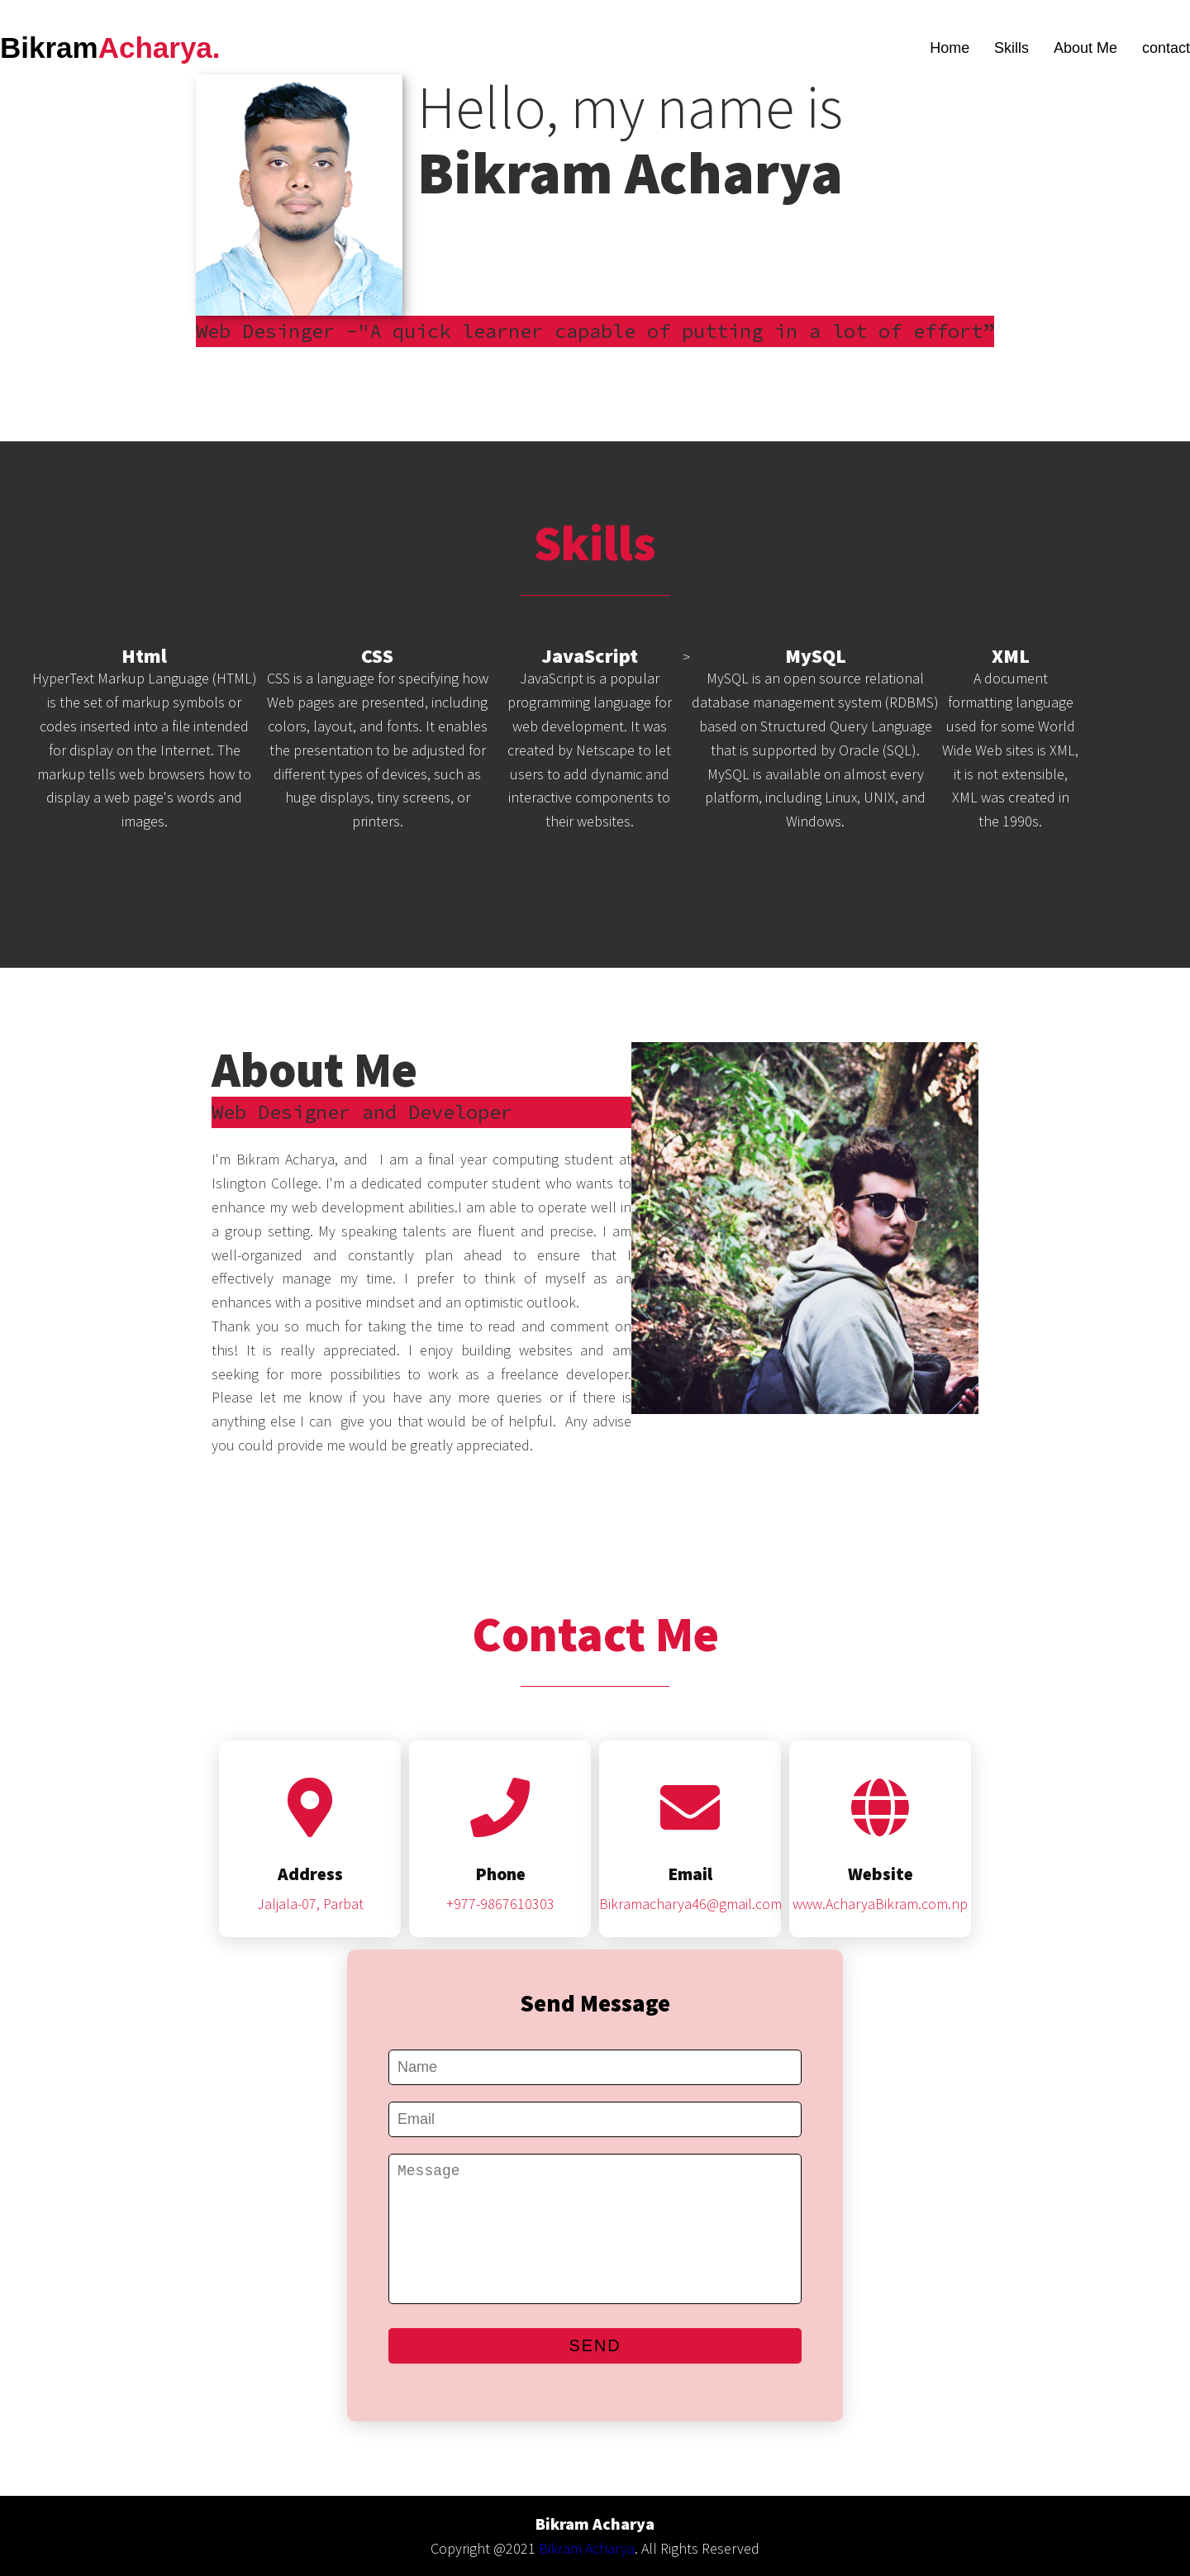 BikramAcharya.
Home Skills About Me contact
Hello, my name is
Bikram Acharya
Web Desinger -"A quick learner capable of putting in a lot of effort”
Skills
Html
HyperText Markup Language (HTML)
is the set of markup symbols or
codes inserted into a file intended
for display on the Internet. The
markup tells web browsers how to
display a web page's words and
images.
CSS
CSS is a language for specifying how
Web pages are presented, including
colors, layout, and fonts. It enables
the presentation to be adjusted for
different types of devices, such as
huge displays, tiny screens, or
printers.
JavaScript
JavaScript is a popular
programming language for
web development. It was
created by Netscape to let
users to add dynamic and
interactive components to
their websites.
>
MySQL
MySQL is an open source relational
database management system (RDBMS)
based on Structured Query Language
that is supported by Oracle (SQL).
MySQL is available on almost every
platform, including Linux, UNIX, and
Windows.
XML
A document
formatting language
used for some World
Wide Web sites is XML,
it is not extensible,
XML was created in
the 1990s.
About Me
Web Designer and Developer
I'm Bikram Acharya, and I am a final year computing student at
Islington College. I'm a dedicated computer student who wants to
enhance my web development abilities.I am able to operate well in
a group setting. My speaking talents are fluent and precise. I am
well-organized and constantly plan ahead to ensure that I
effectively manage my time. I prefer to think of myself as an
enhances with a positive mindset and an optimistic outlook.
Thank you so much for taking the time to read and comment on
this! It is really appreciated. I enjoy building websites and am
seeking for more possibilities to work as a freelance developer.
Please let me know if you have any more queries or if there is
anything else I can give you that would be of helpful. Any advise
you could provide me would be greatly appreciated.
Contact Me
Address
Jaljala-07, Parbat
Phone
+977-9867610303
Email
Bikramacharya46@gmail.com
Website
www.AcharyaBikram.com.np
Send Message
Name
Email
Message
SEND
Bikram Acharya
Copyright @2021 Bikram Acharya. All Rights Reserved